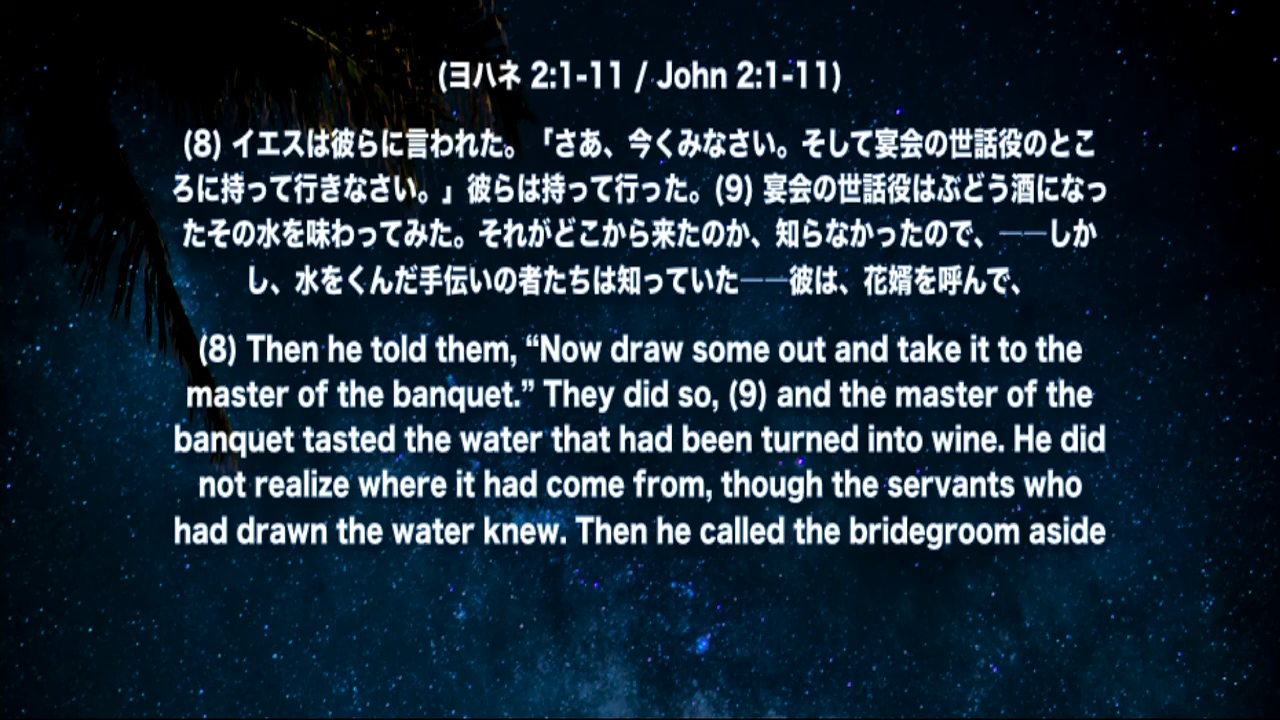 (ヨハネ 2:1-11 / John 2:1-11)
(8) イエスは彼らに言われた。「さあ、今くみなさい。そして宴会の世話役のとこ
ろに持って行きなさい。」彼らは持って行った。(9) 宴会の世話役はぶどう酒になっ
たその水を味わってみた。それがどこから来たのか、知らなかったので、——しか
し、水をくんだ手伝いの者たちは知っていた——彼は、花婿を呼んで、
(8) Then he told them, “Now draw some out and take it to the
master of the banquet.” They did so, (9) and the master of the
banquet tasted the water that had been turned into wine. He did
not realize where it had come from, though the servants who
had drawn the water knew. Then he called the bridegroom aside